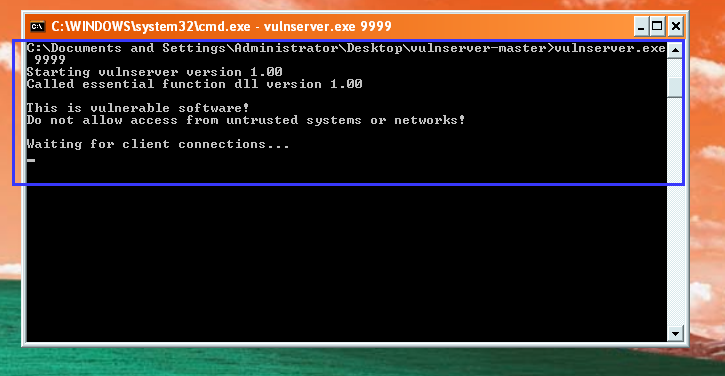 C:\WINDOWS\system32\cmd.exe - vulnserver.exe 9999
C:\Documents and Settings\Administrator\Desktop\vulnserver-master>vulnserver.exe
9999
Starting vulnserver version 1.00
Called essential function dll version 1.00
This is vulnerable software!
Do not allow access from untrusted systems or networks!
Waiting for client connections...